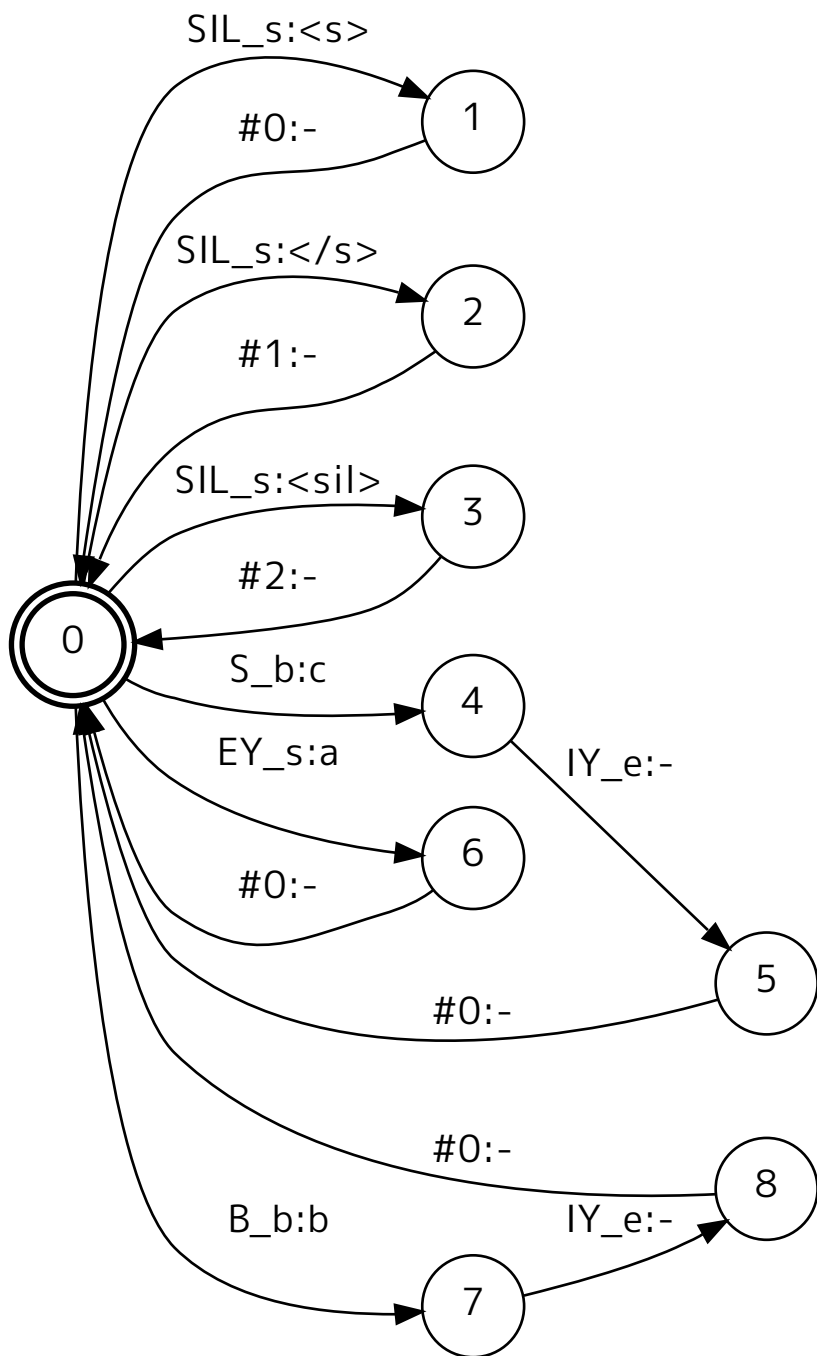 SIL_s:<s>
1
#0:-
SIL_s:</s>
2
#1:-
SIL_s:<sil>
3
#2:-
0
S_b:c
4
EY_s:a
IY_e:-
6
#0:-
5
#0:-
#0:-
8
B_b:b
IY_e:-
7